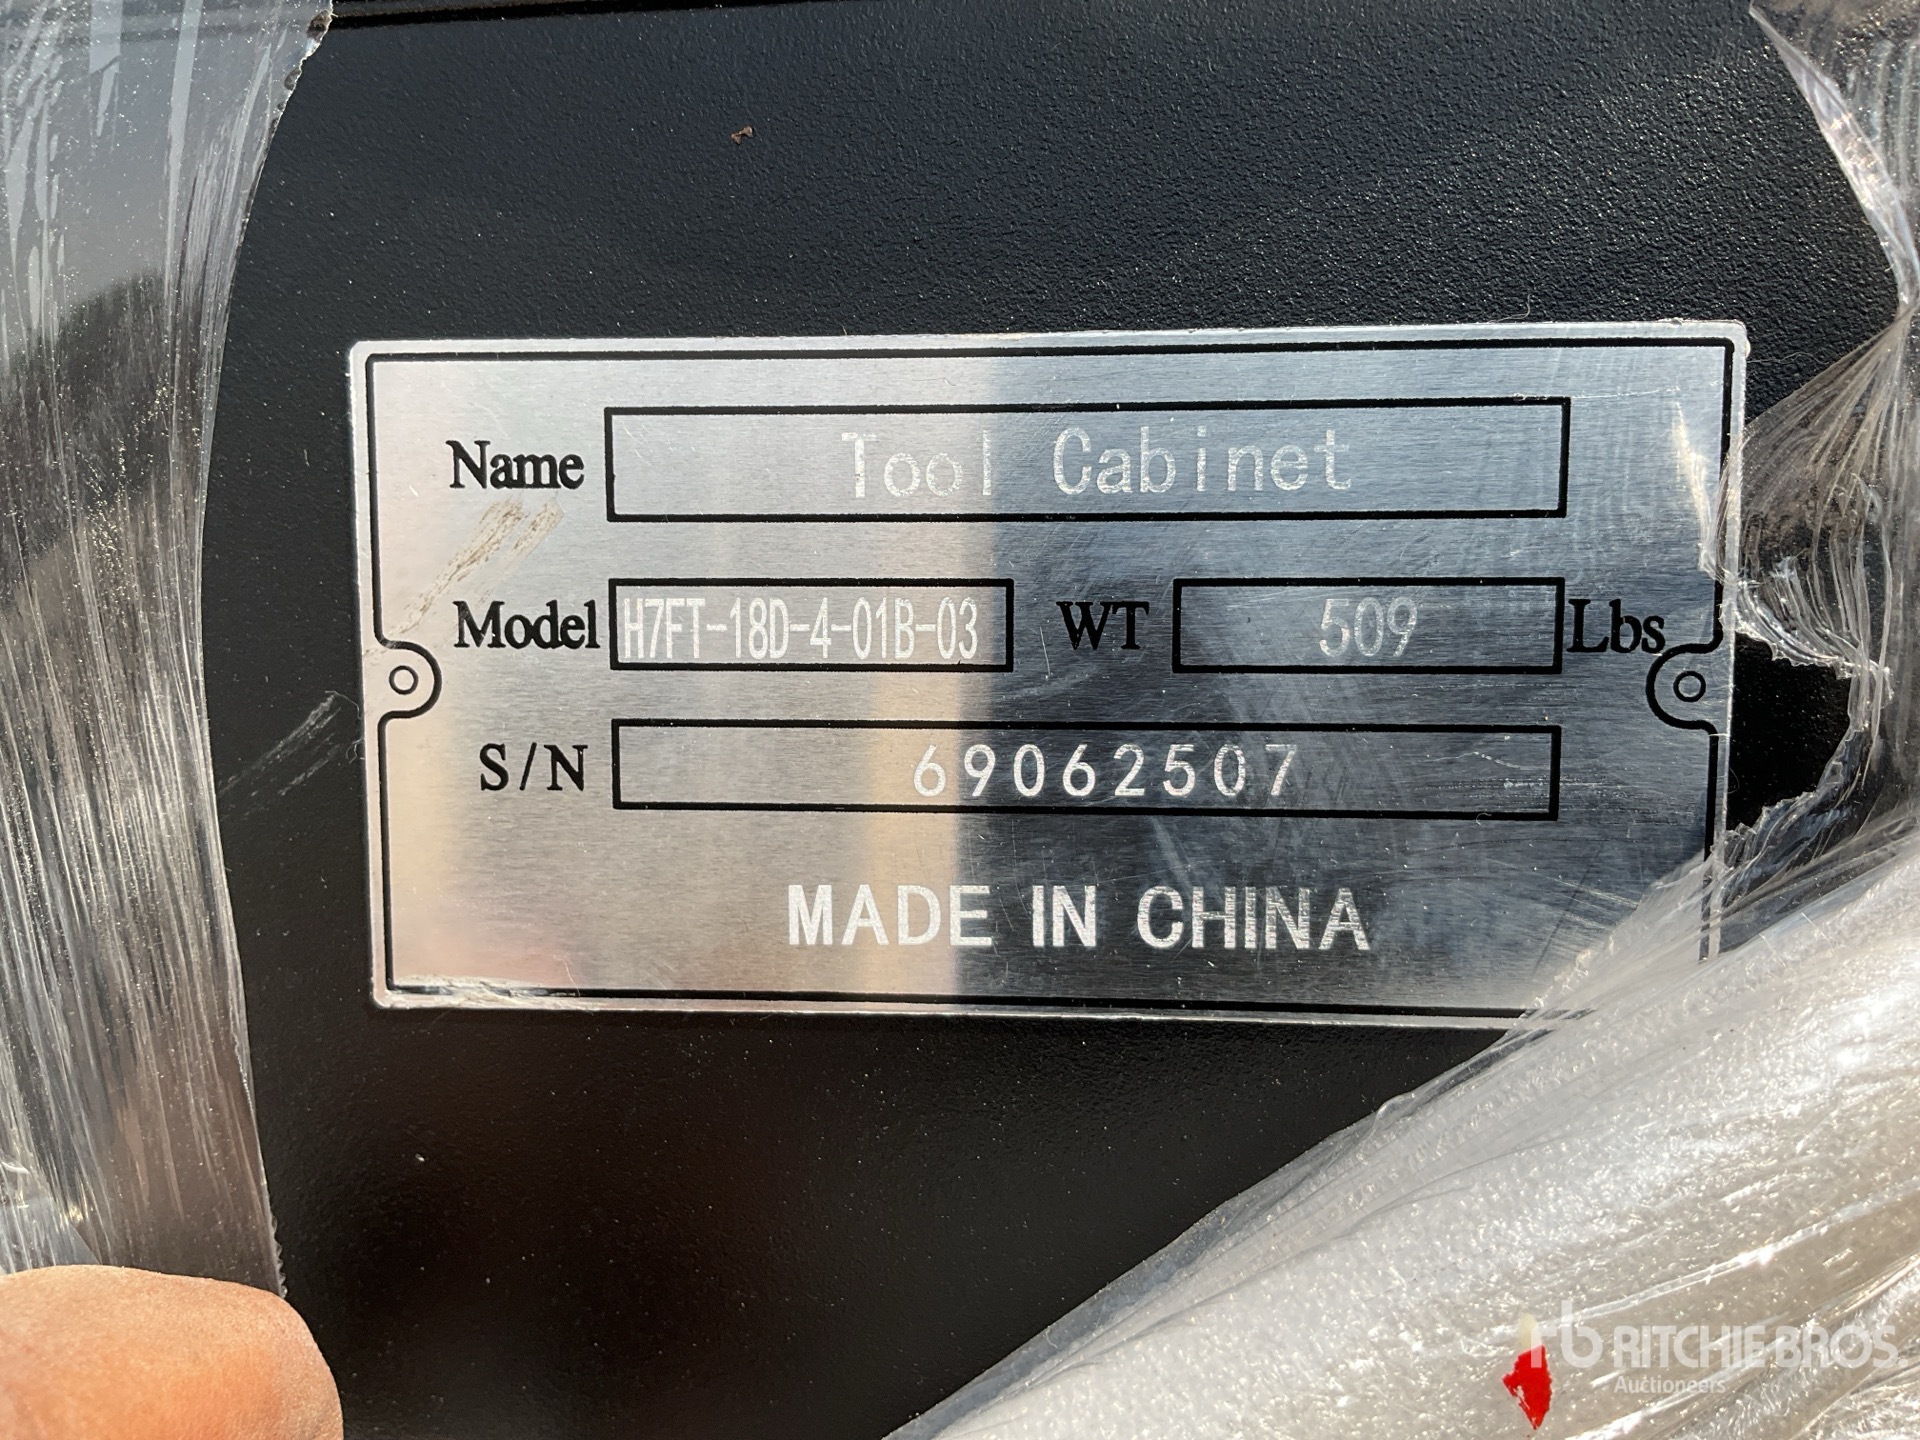 Name Tool Cabinet
Model H7FT-18D-4-01B-03 WT 509 Lbs
S/N 69062507
MADE IN CHINA
rb RITCHIE BROS.
Auctioneers